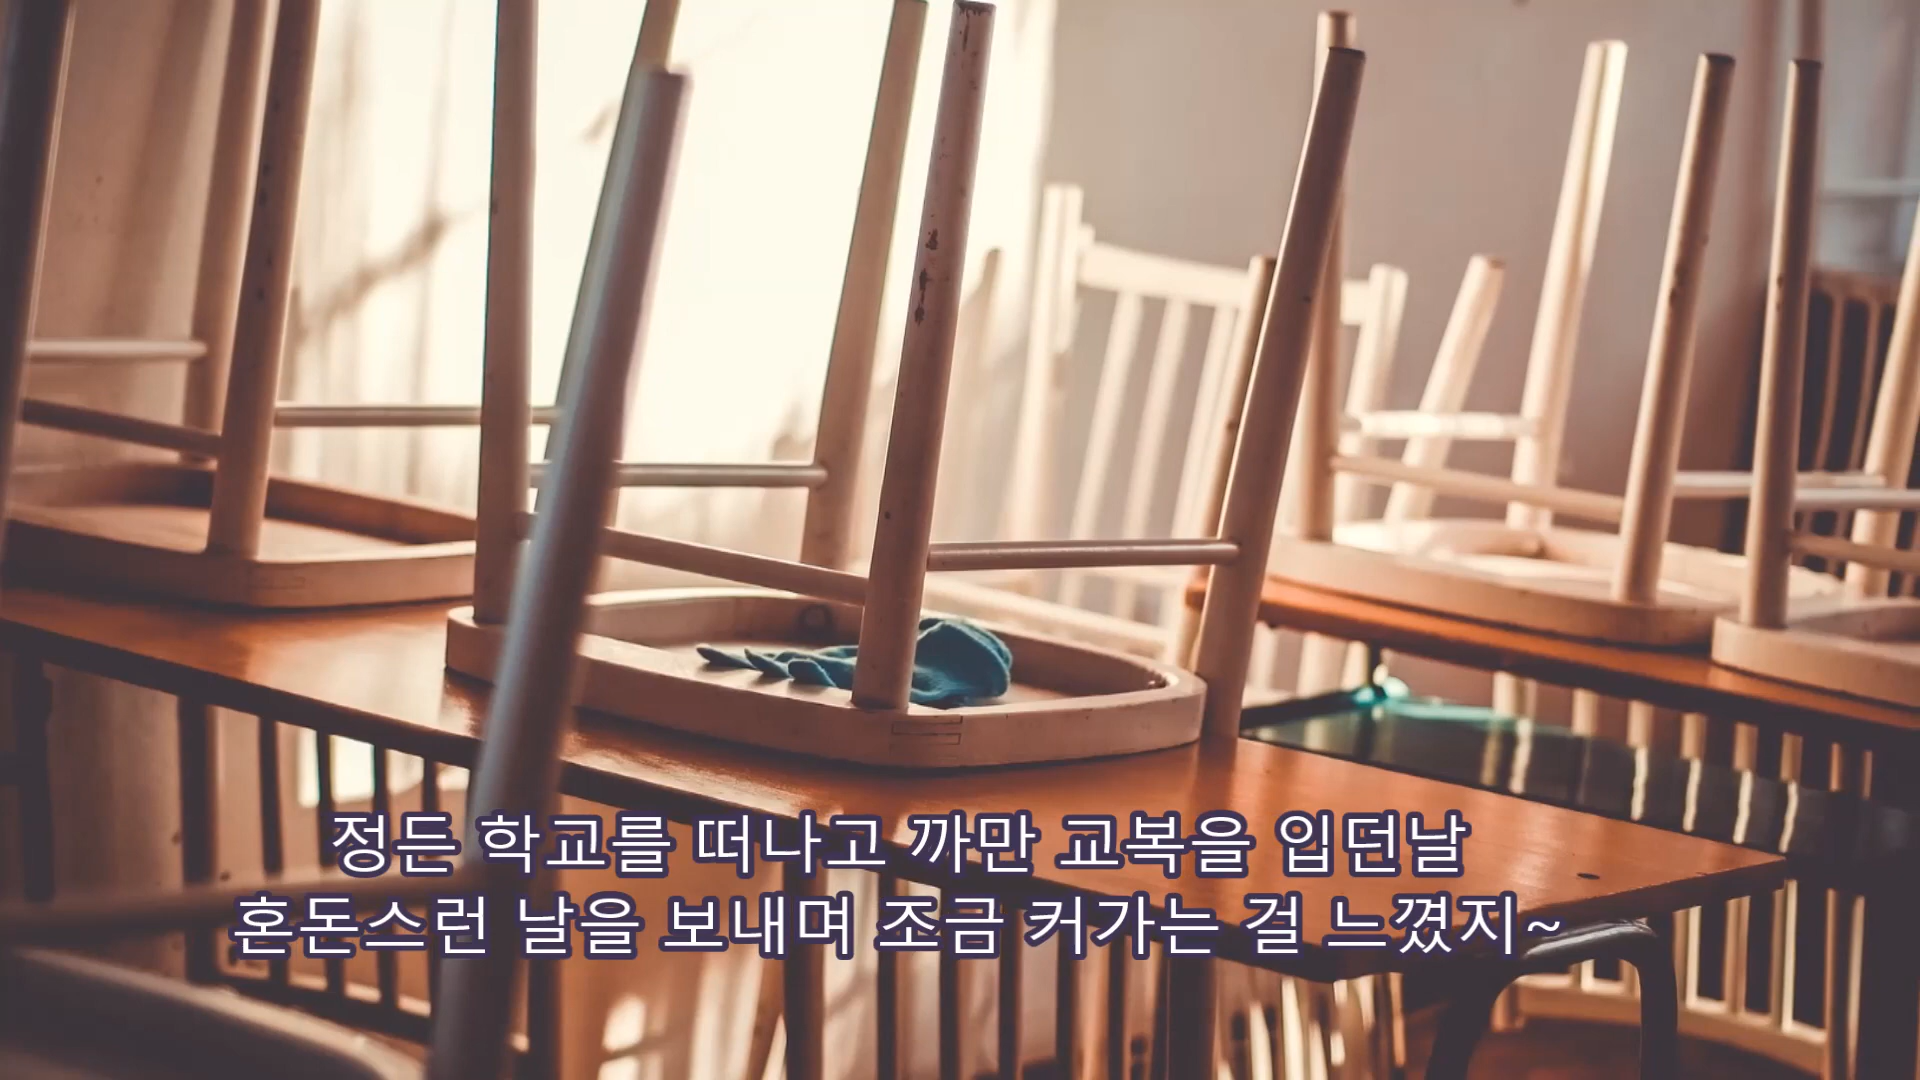 정든 학교를 떠나고 까만 교복을 입던날
혼돈스런 날을 보내며 조금 커가는 걸 느꼈지~